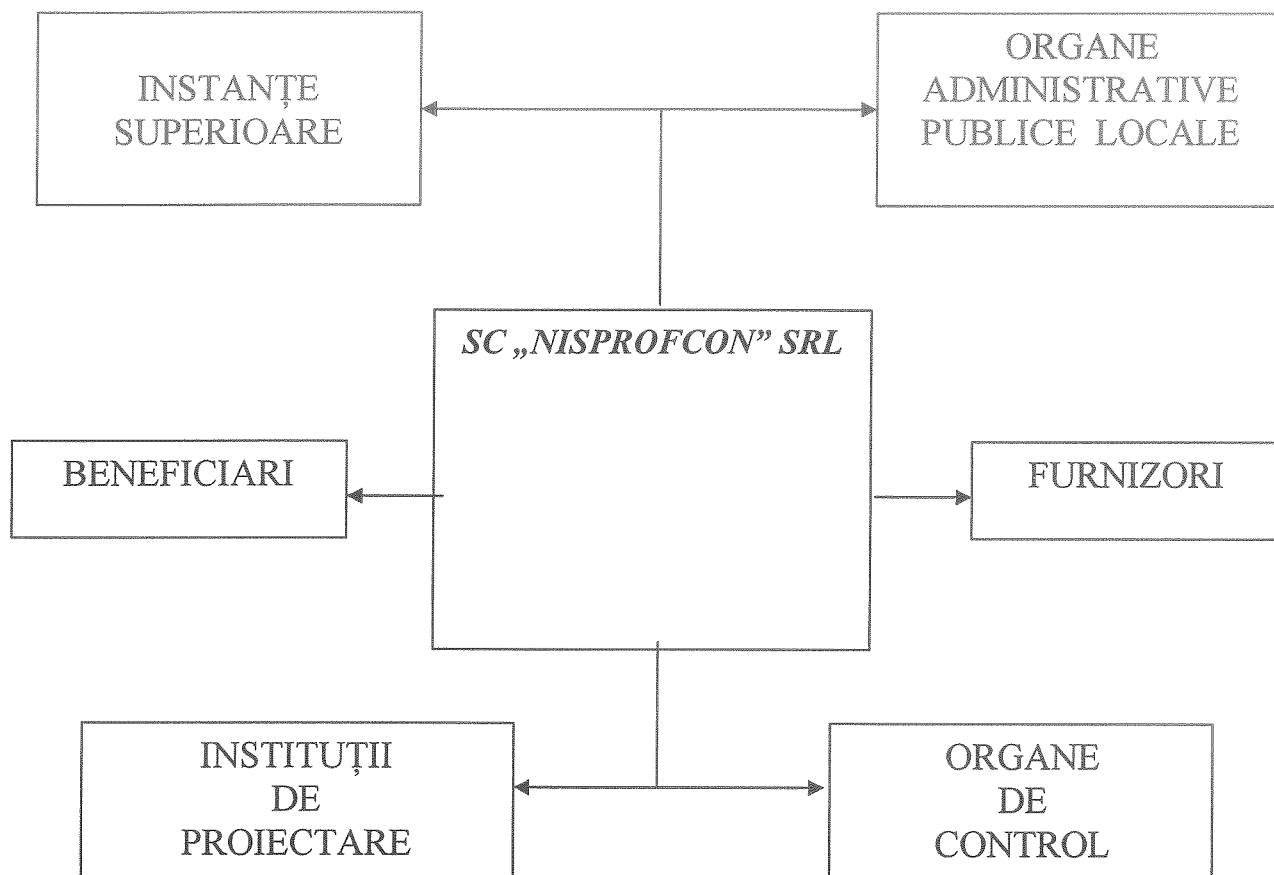 INSTANȚE
SUPERIOARE
ORGANE
ADMINISTRATIVE
PUBLICE LOCALE
SC „NISPROFCON” SRL
BENEFICIARI
FURNIZORI
INSTITUȚII
DE
PROIECTARE
ORGANE
DE
CONTROL